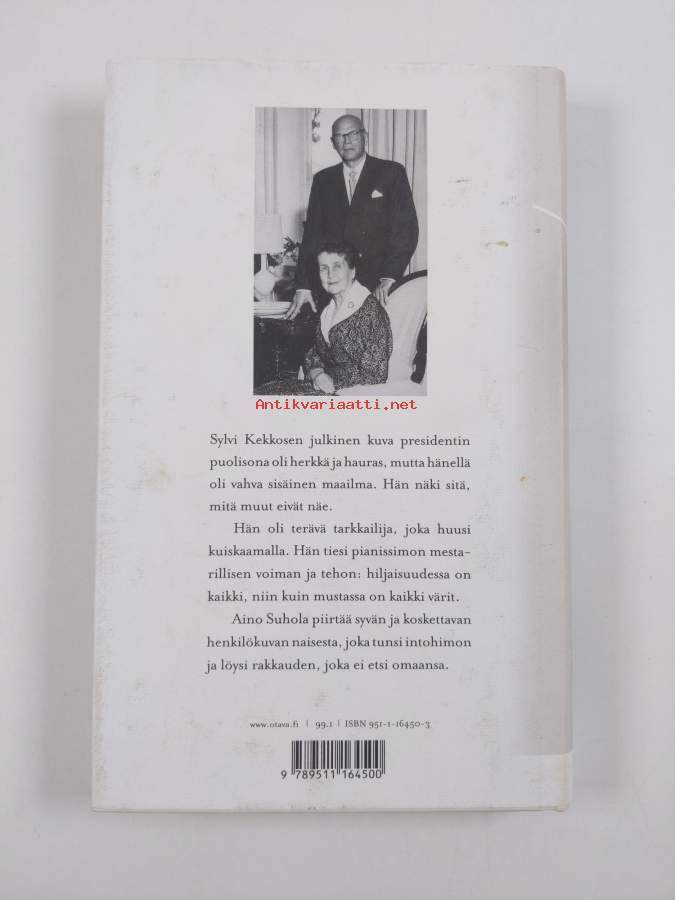 Antikvariaatti.net
Sylvi Kekkosen julkinen kuva presidentin
puolisona oli herkkä ja hauras, mutta hänellä
oli vahva sisäinen maailma. Hän näki sitä,
mitä muut eivät näe.
Hän oli terävä tarkkailija, joka huusi
kuiskaamalla. Hän tiesi pianissimon mesta-
rillisen voiman ja tehon: hiljaisuudessa on
kaikki, niin kuin mustassa on kaikki värit.
Aino Suhola piirtää syvän ja koskettavan
henkilökuvan naisesta, joka tunsi intohimon
ja löysi rakkauden, joka ei etsi omaansa.
www.otava.fi | 99.1 | ISBN 951-1-16450-3
9 789511 164500